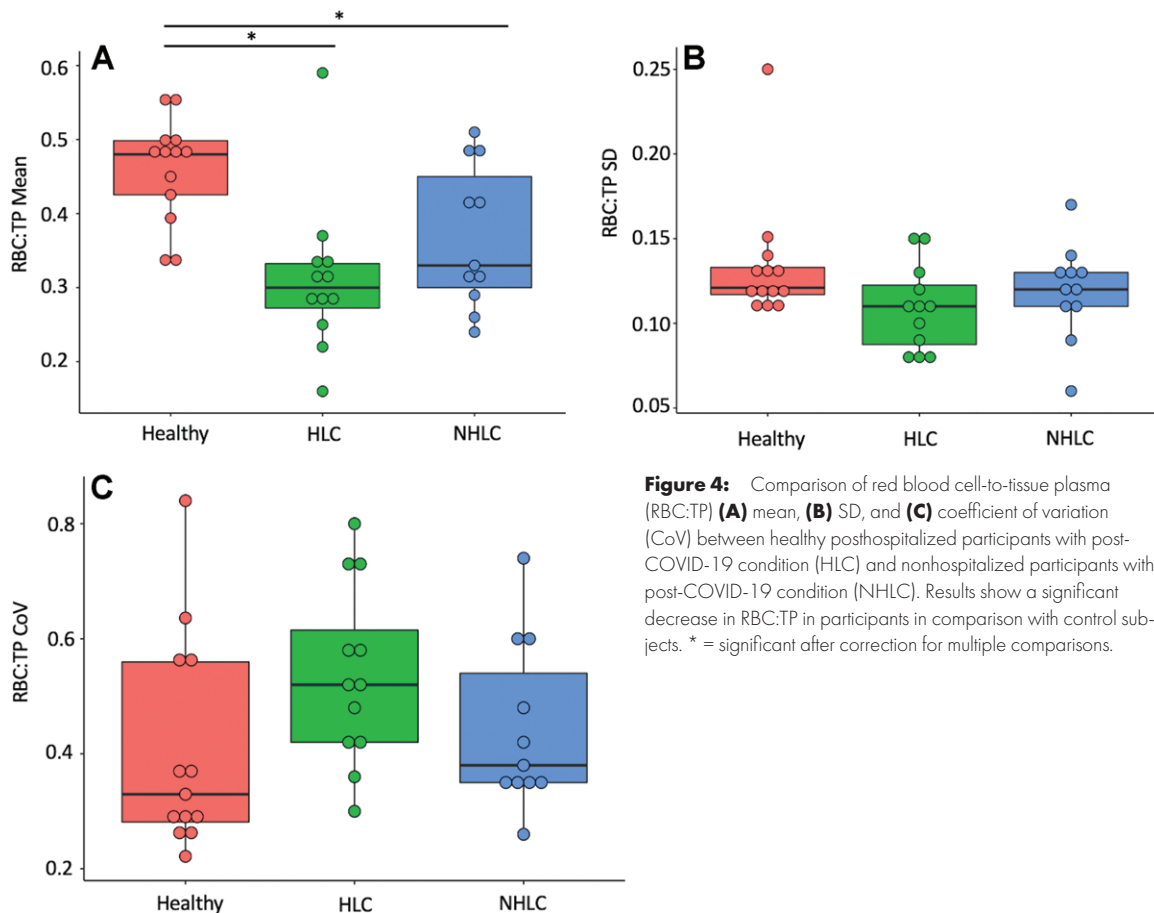 *
*
A
0.6
0.5
0.4
0.3
0.2
RBC:TP Mean
Healthy HLC NHLC
B
0.25
0.20
0.15
0.10
0.05
RBC:TP SD
Healthy HLC NHLC
C
0.8
0.6
0.4
0.2
RBC:TP CoV
Healthy HLC NHLC
Figure 4: Comparison of red blood cell-to-tissue plasma
(RBC:TP) (A) mean, (B) SD, and (C) coefficient of variation
(CoV) between healthy posthospitalized participants with post-
COVID-19 condition (HLC) and nonhospitalized participants with
post-COVID-19 condition (NHLC). Results show a significant
decrease in RBC:TP in participants in comparison with control sub-
jects. * = significant after correction for multiple comparisons.